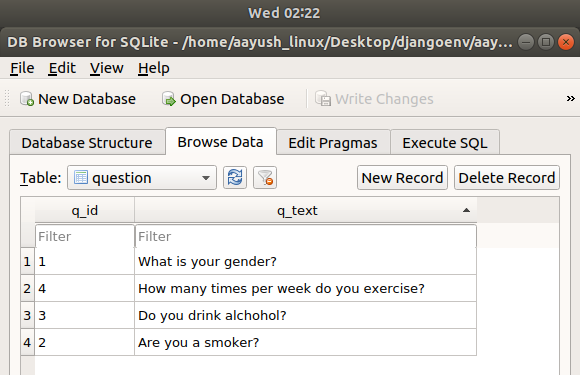 Wed 02:22
DB Browser for SQLite - /home/aayush_linux/Desktop/djangoenv/aay...
File Edit View Help
New Database Open Database Write Changes »
Database Structure Browse Data Edit Pragmas Execute SQL
Table: question New Record Delete Record
q_id q_text
Filter Filter
1 1 What is your gender?
2 4 How many times per week do you exercise?
3 3 Do you drink alchohol?
4 2 Are you a smoker?